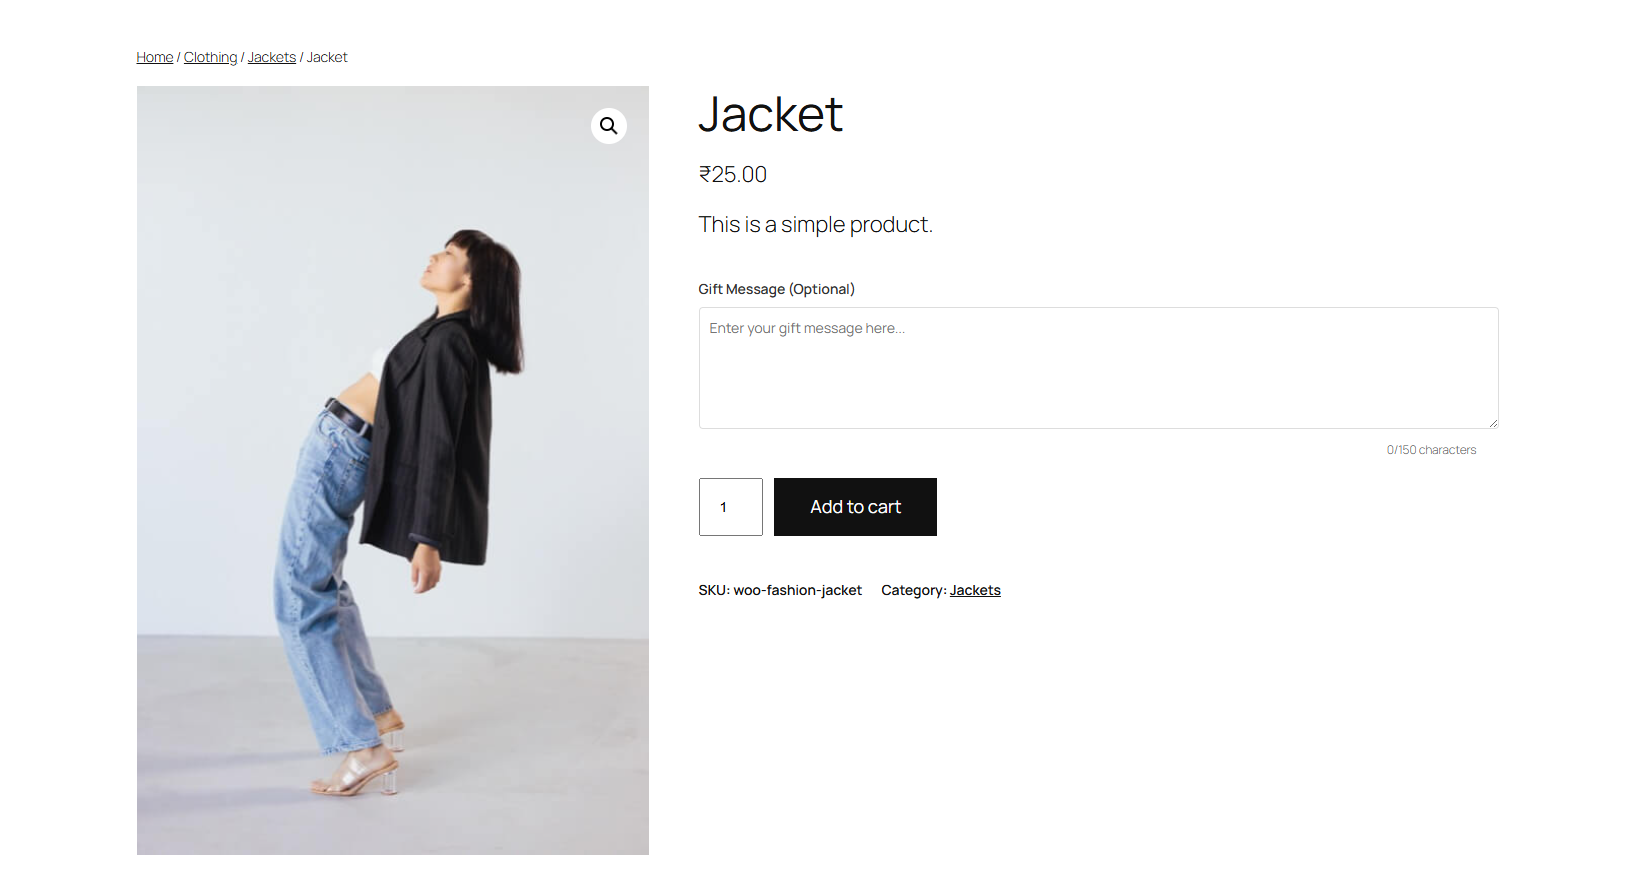 Home / Clothing / Jackets / Jacket
Jacket
₹25.00
This is a simple product.
Gift Message (Optional)
Enter your gift message here...
0/150 characters
1
Add to cart
SKU: woo-fashion-jacket Category: Jackets